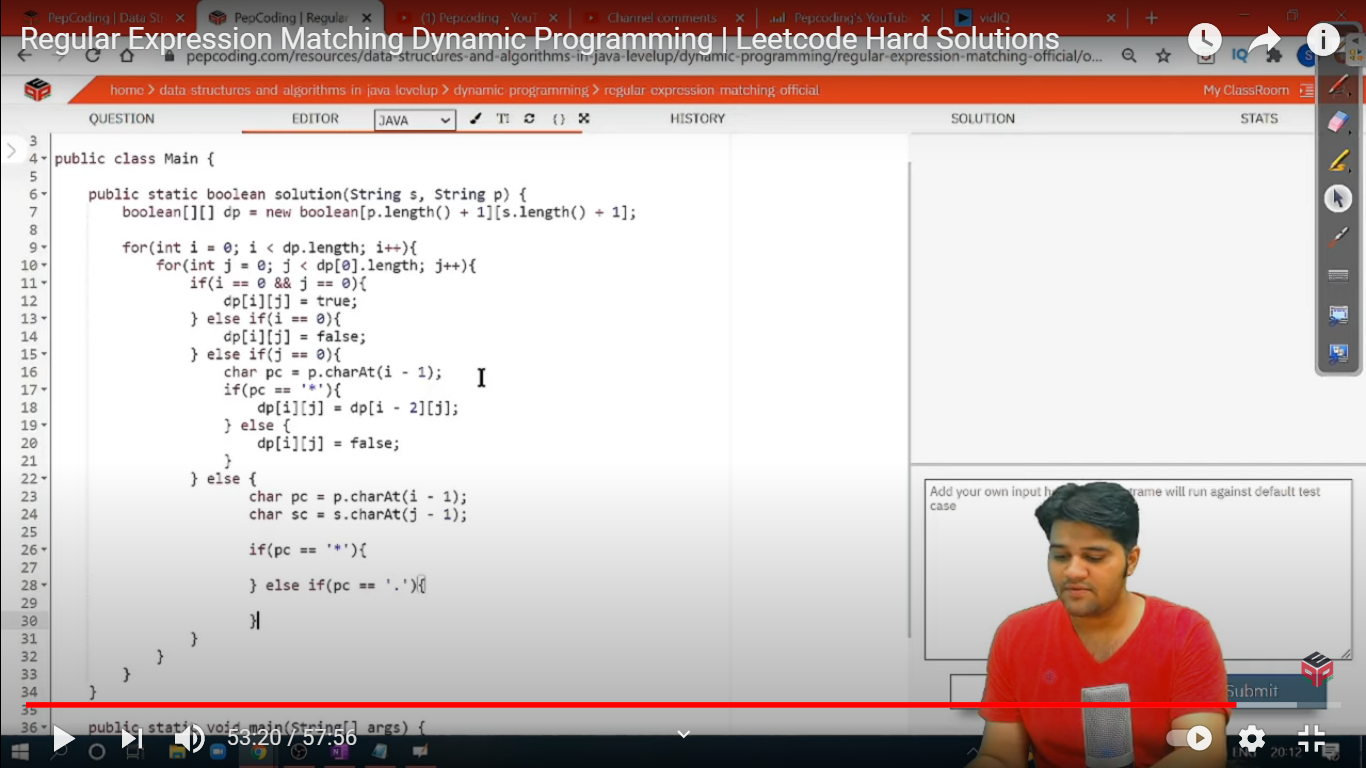 PepCoding | Data St
PepCoding | Regular
(1) Pepcoding - YouT
Channel comments
Pepcoding's YouTub
vidIQ
Regular Expression Matching Dynamic Programming | Leetcode Hard Solutions
pepcoding.com/resources/data-structures-and-algorithms-in-java-levelup/dynamic-programming/regular-expression-matching-official/o...
home > data structures and algorithms in java levelup > dynamic programming > regular expression matching official
My ClassRoom
QUESTION EDITOR JAVA HISTORY SOLUTION STATS
3
4 public class Main {
5
6 public static boolean solution(String s, String p) {
7 boolean[][] dp = new boolean[p.length() + 1][s.length() + 1];
8
9 for(int i = 0; i < dp.length; i++){
10 for(int j = 0; j < dp[0].length; j++){
11 if(i == 0 && j == 0){
12 dp[i][j] = true;
13 } else if(i == 0){
14 dp[i][j] = false;
15 } else if(j == 0){
16 char pc = p.charAt(i - 1);
17 if(pc == '*'){
18 dp[i][j] = dp[i - 2][j];
19 } else {
20 dp[i][j] = false;
21 }
22 } else {
23 char pc = p.charAt(i - 1);
24 char sc = s.charAt(j - 1);
25
26 if(pc == '*'){
27
28 } else if(pc == '.'){
29
30 }
31 }
32 }
33 }
34 }
35
36 public static void main(String[] args) {
Add your own input
grame will run against default test
case
Submit
53:20 / 57:56
ENG 20:12